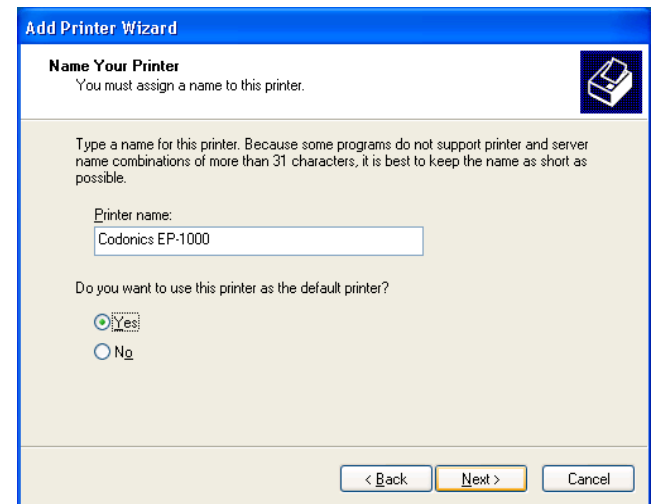 Add Printer Wizard
Name Your Printer
You must assign a name to this printer.
Type a name for this printer. Because some programs do not support printer and server
name combinations of more than 31 characters, it is best to keep the name as short as
possible.
Printer name:
Codonics EP-1000
Do you want to use this printer as the default printer?
Yes
No
< Back Next > Cancel